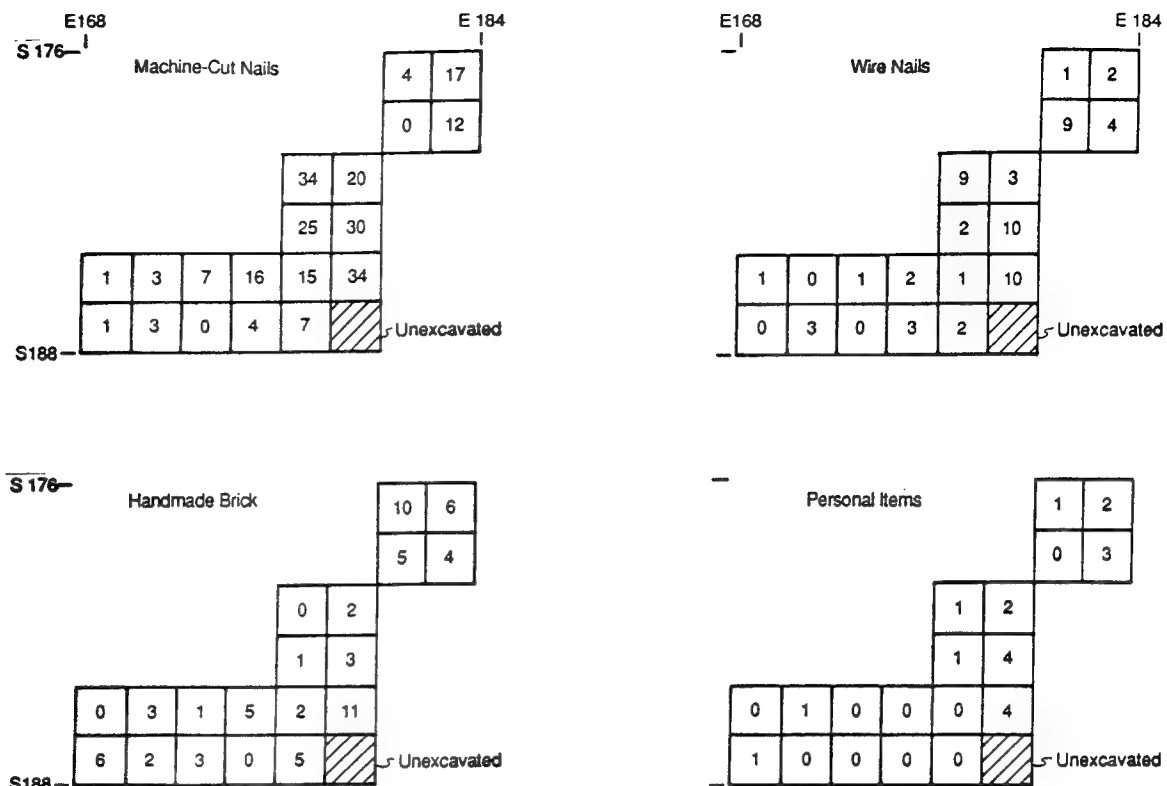 E168 E 184 E168 E 184
S 176
Machine-Cut Nails Wire Nails
4 17 1 2
0 12 9 4
34 20 9 3
25 30 2 10
1 3 7 16 15 34 1 0 1 2 1 10
1 3 0 4 7 Unexcavated 0 3 0 3 2 Unexcavated
S188
S 176
Handmade Brick Personal Items
10 6 1 2
5 4 0 3
0 2 1 2
1 3 1 4
0 3 1 5 2 11 0 1 0 0 0 4
6 2 3 0 5 Unexcavated 1 0 0 0 0 Unexcavated
S188